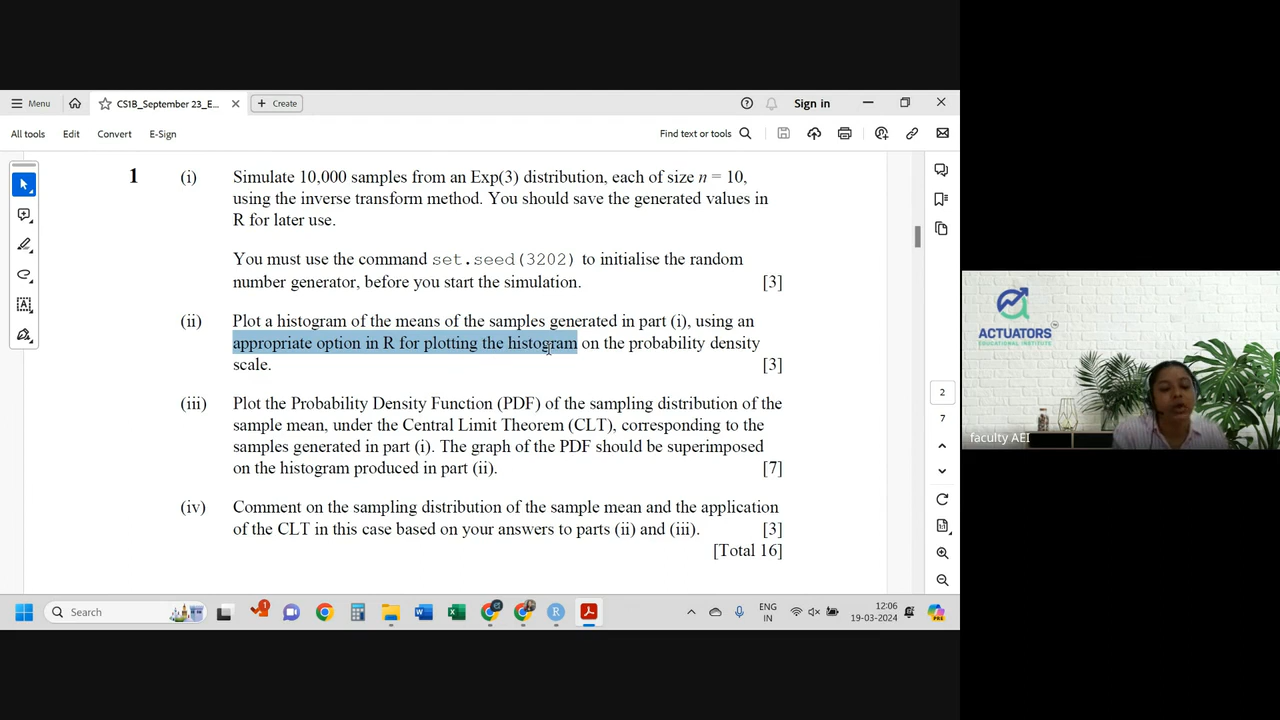 Menu
CS1B_September 23_E...
Create
Sign in
All tools
Edit
Convert
E-Sign
Find text or tools
1
(i) Simulate 10,000 samples from an Exp(3) distribution, each of size n = 10,
using the inverse transform method. You should save the generated values in
R for later use.
You must use the command set.seed(3202) to initialise the random
number generator, before you start the simulation. [3]
(ii) Plot a histogram of the means of the samples generated in part (i), using an
appropriate option in R for plotting the histogram on the probability density
scale. [3]
(iii) Plot the Probability Density Function (PDF) of the sampling distribution of the
sample mean, under the Central Limit Theorem (CLT), corresponding to the
samples generated in part (i). The graph of the PDF should be superimposed
on the histogram produced in part (ii). [7]
(iv) Comment on the sampling distribution of the sample mean and the application
of the CLT in this case based on your answers to parts (ii) and (iii). [3]
[Total 16]
2
7
ACTUATORS
EDUCATIONAL INSTITUTE
faculty AEI
Search
ENG
IN
12:06
19-03-2024